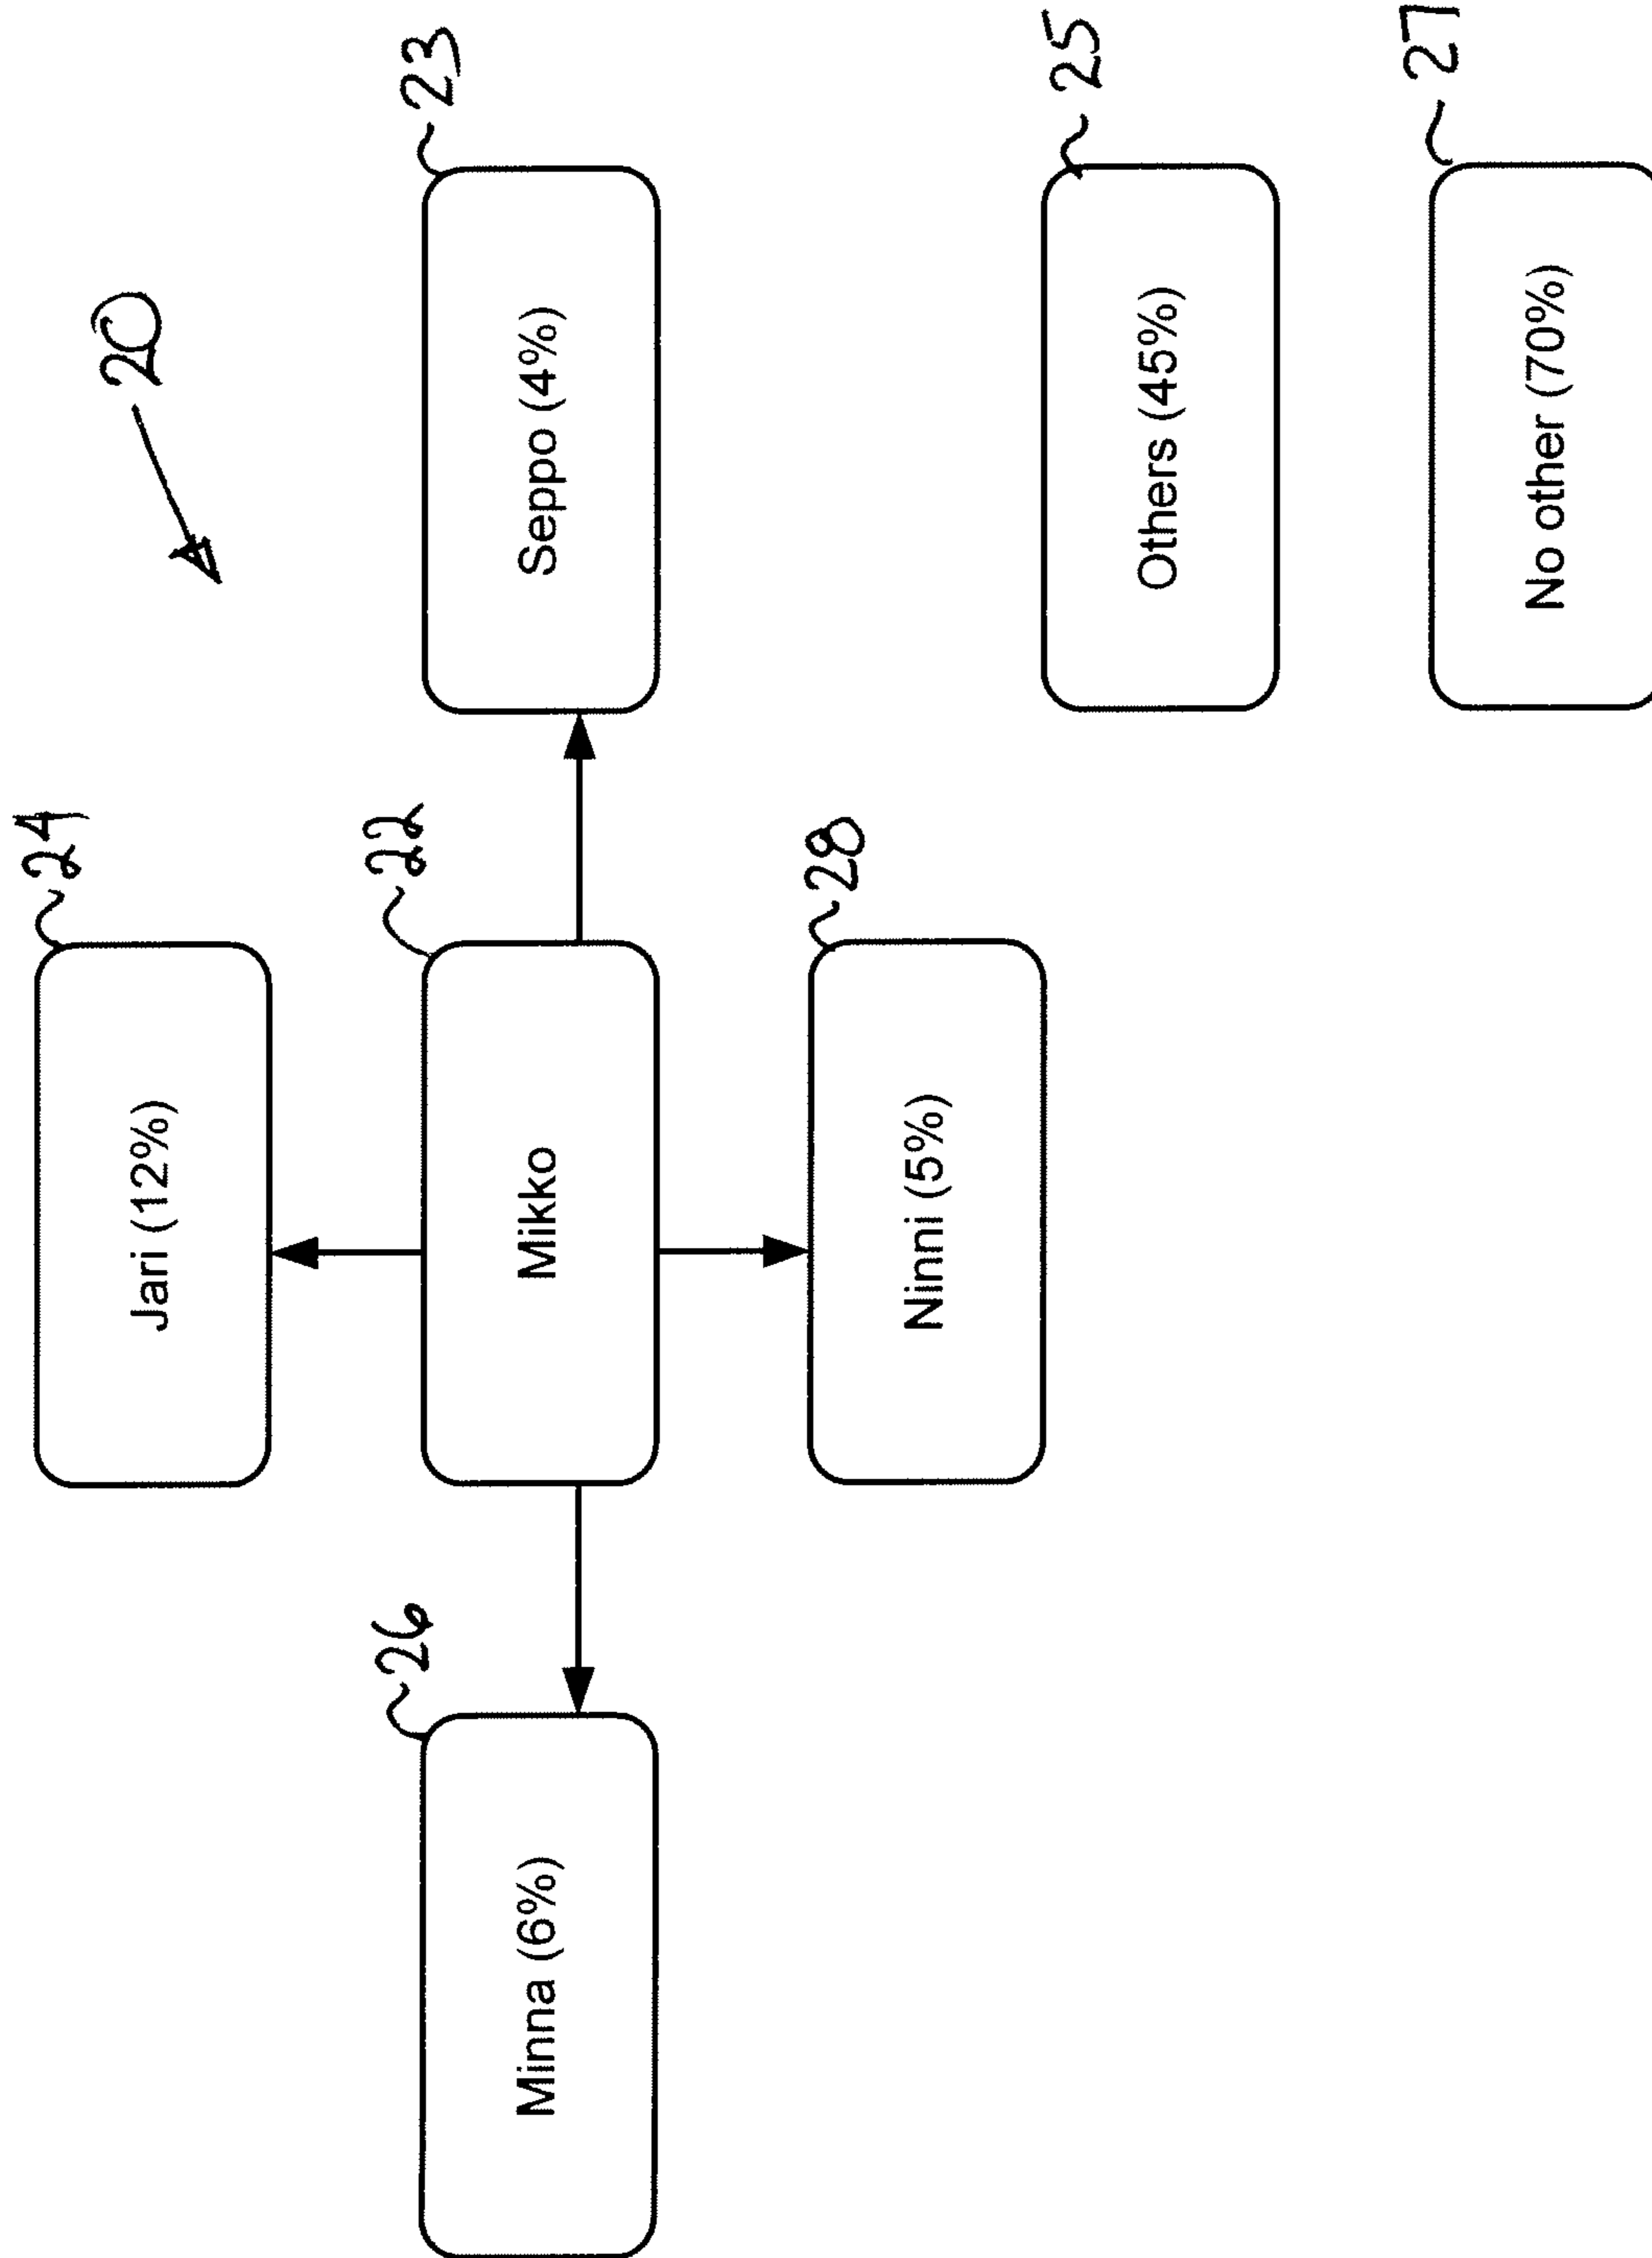 20
24
Jari (12%)
26
22
23
Minna (6%)
Mikko
Seppo (4%)
28
Ninni (5%)
25
Others (45%)
27
No other (70%)